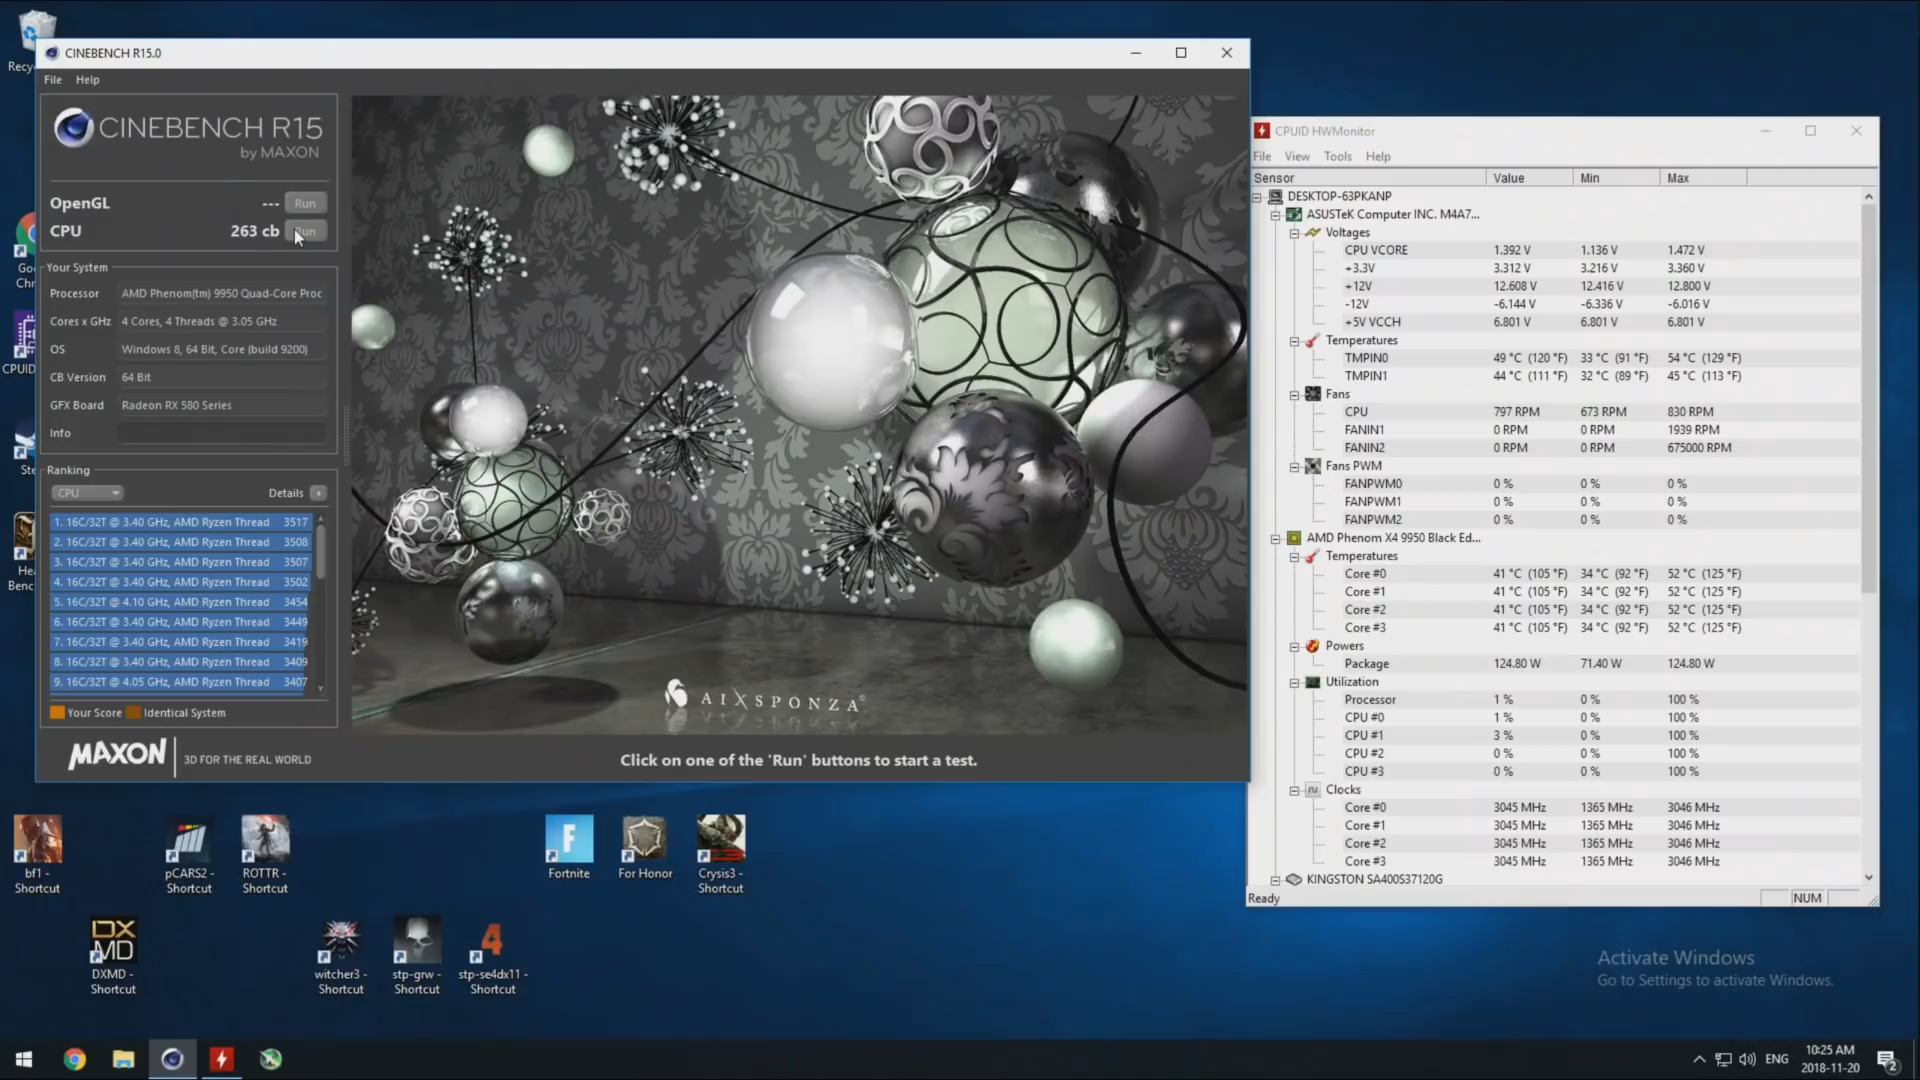 Recy
CINEBENCH R15.0
File Help
CINEBENCH R15
by MAXON
OpenGL --- Run
CPU 263 cb Run
Your System
Processor AMD Phenom(tm) 9950 Quad-Core Proc
Cores x GHz 4 Cores, 4 Threads @ 3.05 GHz
OS Windows 8, 64 Bit, Core (build 9200)
CB Version 64 Bit
GFX Board Radeon RX 580 Series
Info
Ranking
CPU Details
1. 16C/32T @ 3.40 GHz, AMD Ryzen Thread 3517
2. 16C/32T @ 3.40 GHz, AMD Ryzen Thread 3508
3. 16C/32T @ 3.40 GHz, AMD Ryzen Thread 3507
4. 16C/32T @ 3.40 GHz, AMD Ryzen Thread 3502
5. 16C/32T @ 4.10 GHz, AMD Ryzen Thread 3454
6. 16C/32T @ 3.40 GHz, AMD Ryzen Thread 3449
7. 16C/32T @ 3.40 GHz, AMD Ryzen Thread 3419
8. 16C/32T @ 3.40 GHz, AMD Ryzen Thread 3409
9. 16C/32T @ 4.05 GHz, AMD Ryzen Thread 3407
Your Score Identical System
MAXON 3D FOR THE REAL WORLD
AIXSPONZA
Click on one of the 'Run' buttons to start a test.
CPUID HWMonitor
File View Tools Help
Sensor Value Min Max
DESKTOP-63PKANP
ASUSTeK Computer INC. M4A7...
Voltages
CPU VCORE 1.392 V 1.136 V 1.472 V
+3.3V 3.312 V 3.216 V 3.360 V
+12V 12.608 V 12.416 V 12.800 V
-12V -6.144 V -6.336 V -6.016 V
+5V VCCH 6.801 V 6.801 V 6.801 V
Temperatures
TMPIN0 49 °C (120 °F) 33 °C (91 °F) 54 °C (129 °F)
TMPIN1 44 °C (111 °F) 32 °C (89 °F) 45 °C (113 °F)
Fans
CPU 797 RPM 673 RPM 830 RPM
FANIN1 0 RPM 0 RPM 1939 RPM
FANIN2 0 RPM 0 RPM 675000 RPM
Fans PWM
FANPWM0 0 % 0 % 0 %
FANPWM1 0 % 0 % 0 %
FANPWM2 0 % 0 % 0 %
AMD Phenom X4 9950 Black Ed...
Temperatures
Core #0 41 °C (105 °F) 34 °C (92 °F) 52 °C (125 °F)
Core #1 41 °C (105 °F) 34 °C (92 °F) 52 °C (125 °F)
Core #2 41 °C (105 °F) 34 °C (92 °F) 52 °C (125 °F)
Core #3 41 °C (105 °F) 34 °C (92 °F) 52 °C (125 °F)
Powers
Package 124.80 W 71.40 W 124.80 W
Utilization
Processor 1 % 0 % 100 %
CPU #0 1 % 0 % 100 %
CPU #1 3 % 0 % 100 %
CPU #2 0 % 0 % 100 %
CPU #3 0 % 0 % 100 %
Clocks
Core #0 3045 MHz 1365 MHz 3046 MHz
Core #1 3045 MHz 1365 MHz 3046 MHz
Core #2 3045 MHz 1365 MHz 3046 MHz
Core #3 3045 MHz 1365 MHz 3046 MHz
KINGSTON SA400S37120G
Ready NUM
Goo
Chr
CPUID
Ste
Hea
Benc
bf1 -
Shortcut
pCARS2 -
Shortcut
ROTTR -
Shortcut
F
Fortnite
For Honor
Crysis3 -
Shortcut
DX
MD
DXMD -
Shortcut
witcher3 -
Shortcut
stp-grw -
Shortcut
4
stp-se4dx11 -
Shortcut
Activate Windows
Go to Settings to activate Windows.
ENG
10:25 AM
2018-11-20
2